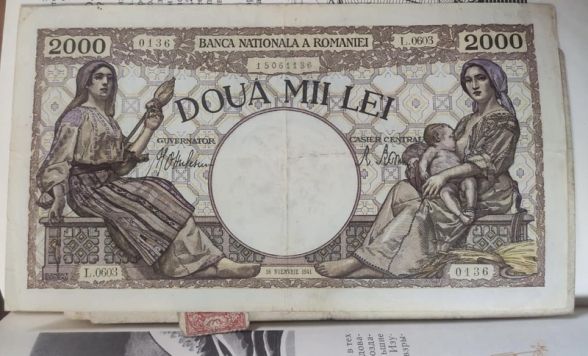 2000 0136 BANCA NATIONALA A ROMANIEI L.0603 2000
15061136
DOUĂ MII LEI
GUVERNATOR CASIER CENTRAL
L.0603 18 NOEMVRIE 1941 0136
в тех